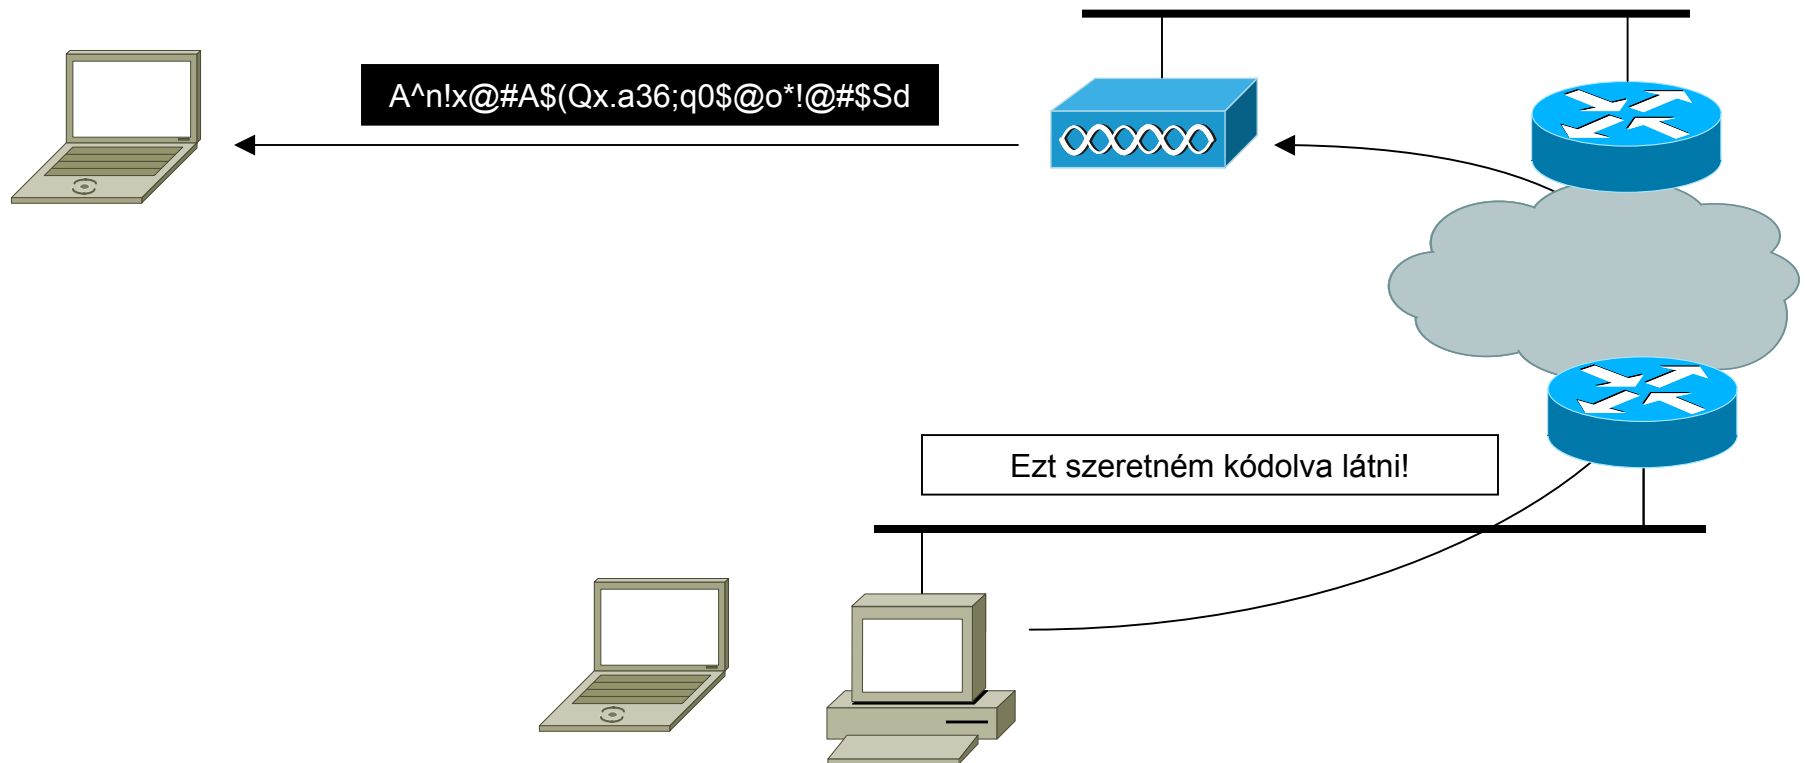 A^n!x@#A$(Qx.a36;q0$@o*!@#$Sd
Ezt szeretném kódolva látni!